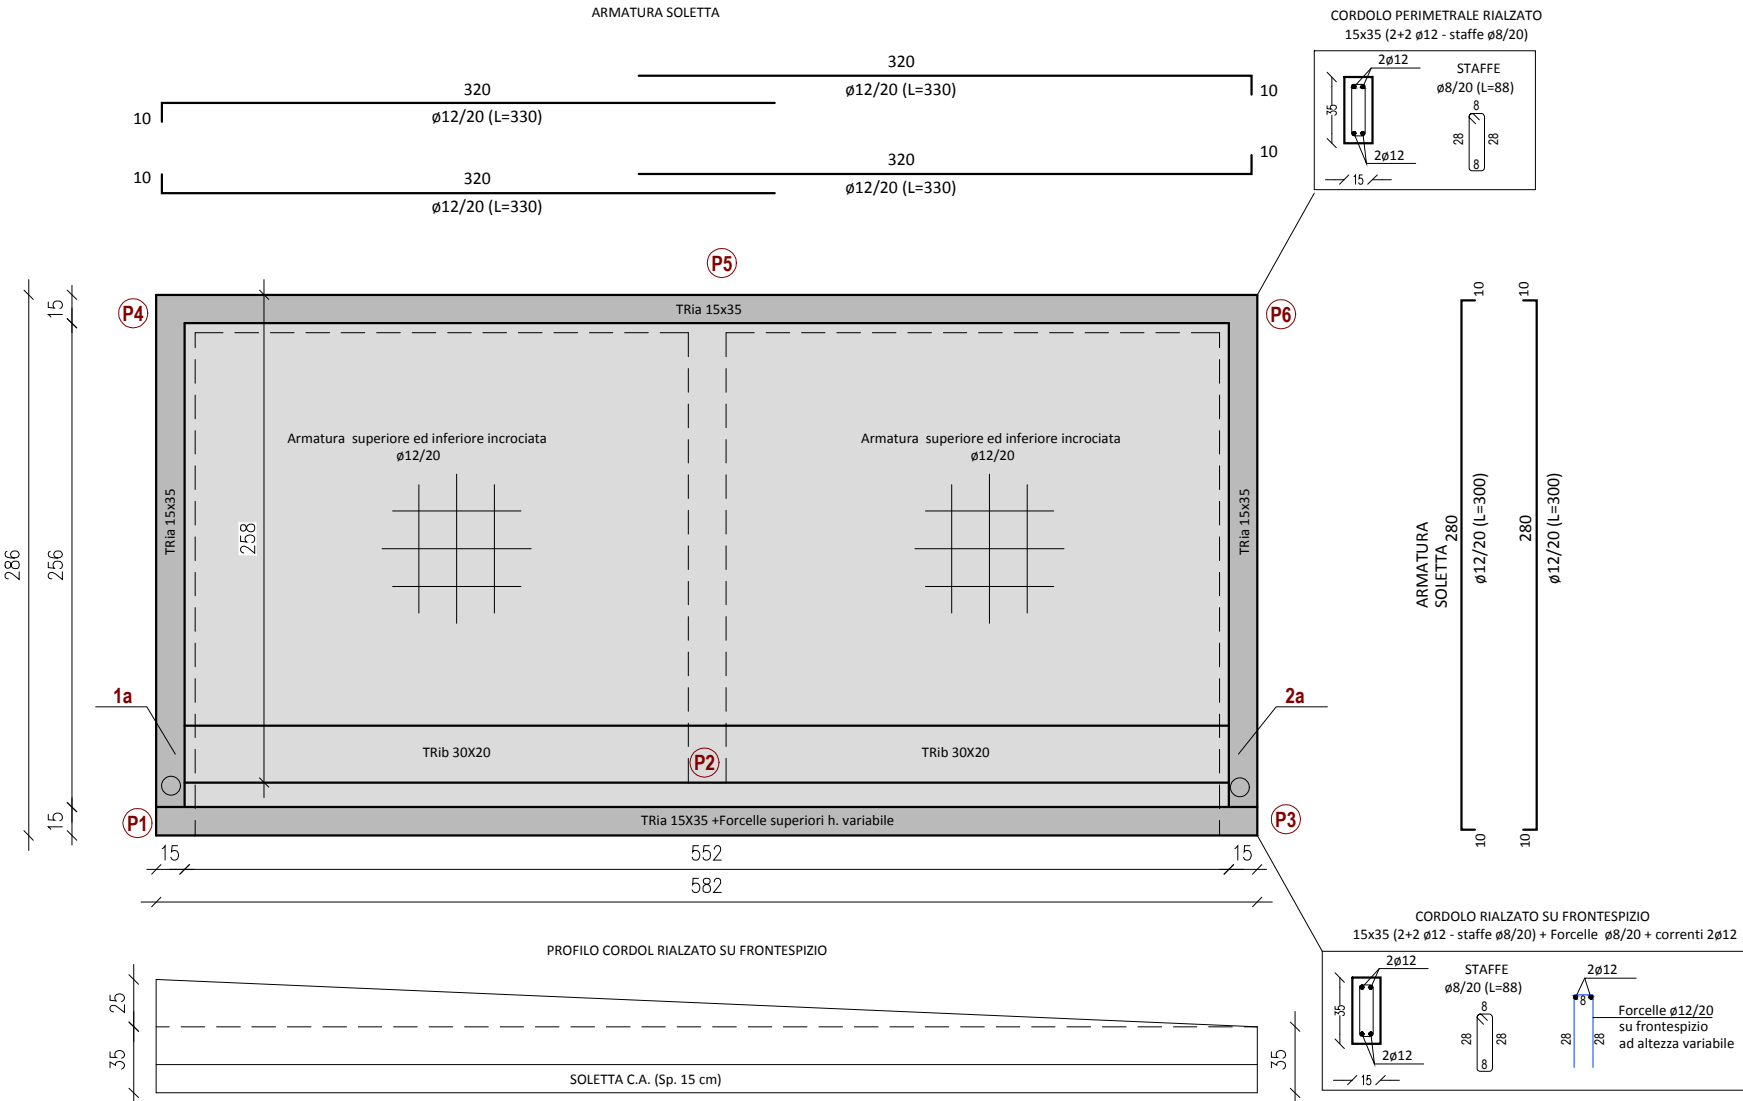 ARMATURA SOLETTA
320
ø12/20 (L=330)
10
320
ø12/20 (L=330)
10
320
ø12/20 (L=330)
10
320
ø12/20 (L=330)
10
CORDOLO PERIMETRALE RIALZATO
15x35 (2+2 ø12 - staffe ø8/20)
2ø12
35
2ø12
15
STAFFE
ø8/20 (L=88)
8
28
28
8
P5
P4
P6
TRia 15x35
TRia 15x35
TRia 15x35
Armatura superiore ed inferiore incrociata
ø12/20
Armatura superiore ed inferiore incrociata
ø12/20
286
15
256
15
258
1a
2a
TRib 30X20
P2
TRib 30X20
P1
TRia 15X35 +Forcelle superiori h. variabile
P3
15
552
15
582
10
10
ARMATURA
SOLETTA
280
ø12/20 (L=300)
280
ø12/20 (L=300)
10
10
PROFILO CORDOL RIALZATO SU FRONTESPIZIO
25
35
SOLETTA C.A. (Sp. 15 cm)
35
CORDOLO RIALZATO SU FRONTESPIZIO
15x35 (2+2 ø12 - staffe ø8/20) + Forcelle ø8/20 + correnti 2ø12
2ø12
35
2ø12
15
STAFFE
ø8/20 (L=88)
8
28
28
8
2ø12
8
28
28
Forcelle ø12/20
su frontespizio
ad altezza variabile